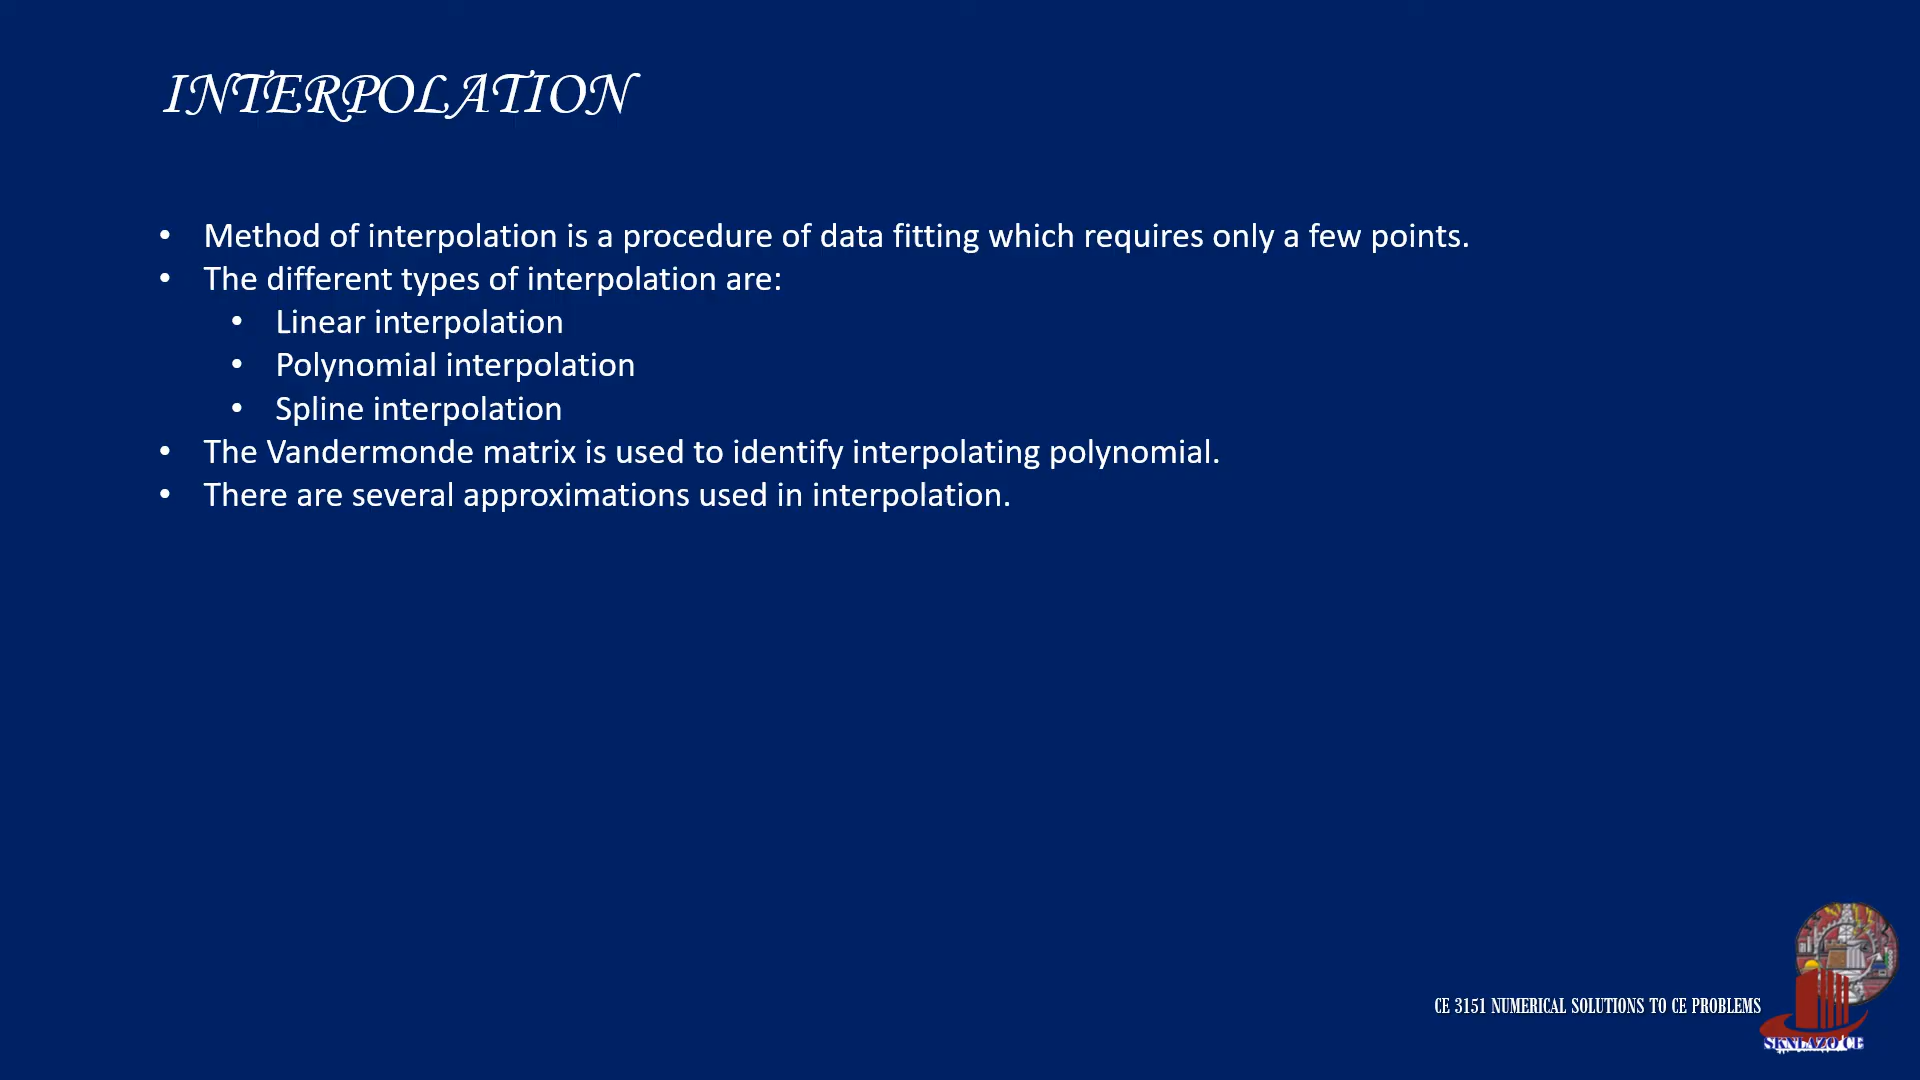 INTERPOLATION
• Method of interpolation is a procedure of data fitting which requires only a few points.
• The different types of interpolation are:
• Linear interpolation
• Polynomial interpolation
• Spline interpolation
• The Vandermonde matrix is used to identify interpolating polynomial.
• There are several approximations used in interpolation.
CE 3151 NUMERICAL SOLUTIONS TO CE PROBLEMS
SKNLAZO CE